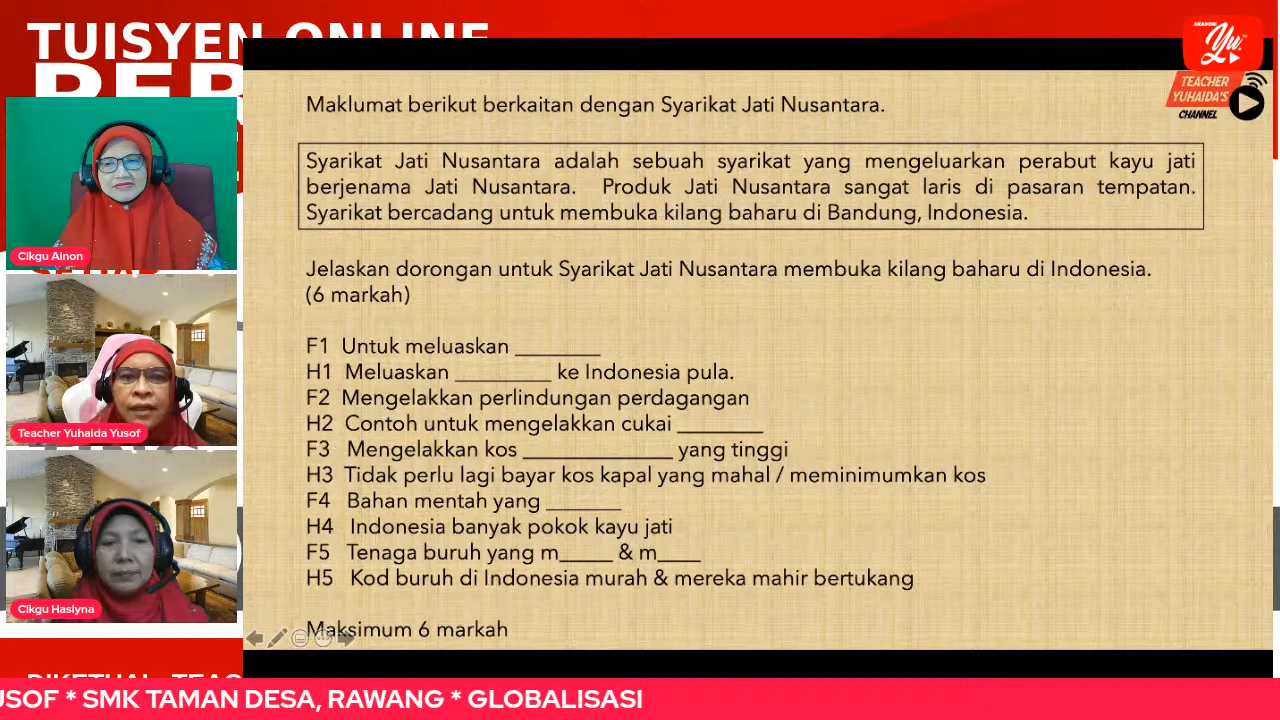 TUISYEN ONLINE
AKADEMI
Yu.
TEACHER
YUHAIDA'S
CHANNEL
Maklumat berikut berkaitan dengan Syarikat Jati Nusantara.
Syarikat Jati Nusantara adalah sebuah syarikat yang mengeluarkan perabut kayu jati
berjenama Jati Nusantara. Produk Jati Nusantara sangat laris di pasaran tempatan.
Syarikat bercadang untuk membuka kilang baharu di Bandung, Indonesia.
Jelaskan dorongan untuk Syarikat Jati Nusantara membuka kilang baharu di Indonesia.
(6 markah)
F1 Untuk meluaskan ________
H1 Meluaskan _________ ke Indonesia pula.
F2 Mengelakkan perlindungan perdagangan
H2 Contoh untuk mengelakkan cukai ________
F3 Mengelakkan kos ______________ yang tinggi
H3 Tidak perlu lagi bayar kos kapal yang mahal / meminimumkan kos
F4 Bahan mentah yang _______
H4 Indonesia banyak pokok kayu jati
F5 Tenaga buruh yang m_____ & m____
H5 Kod buruh di Indonesia murah & mereka mahir bertukang
Maksimum 6 markah
Cikgu Ainon
Teacher Yuhaida Yusof
Cikgu Haslyna
USOF * SMK TAMAN DESA, RAWANG * GLOBALISASI